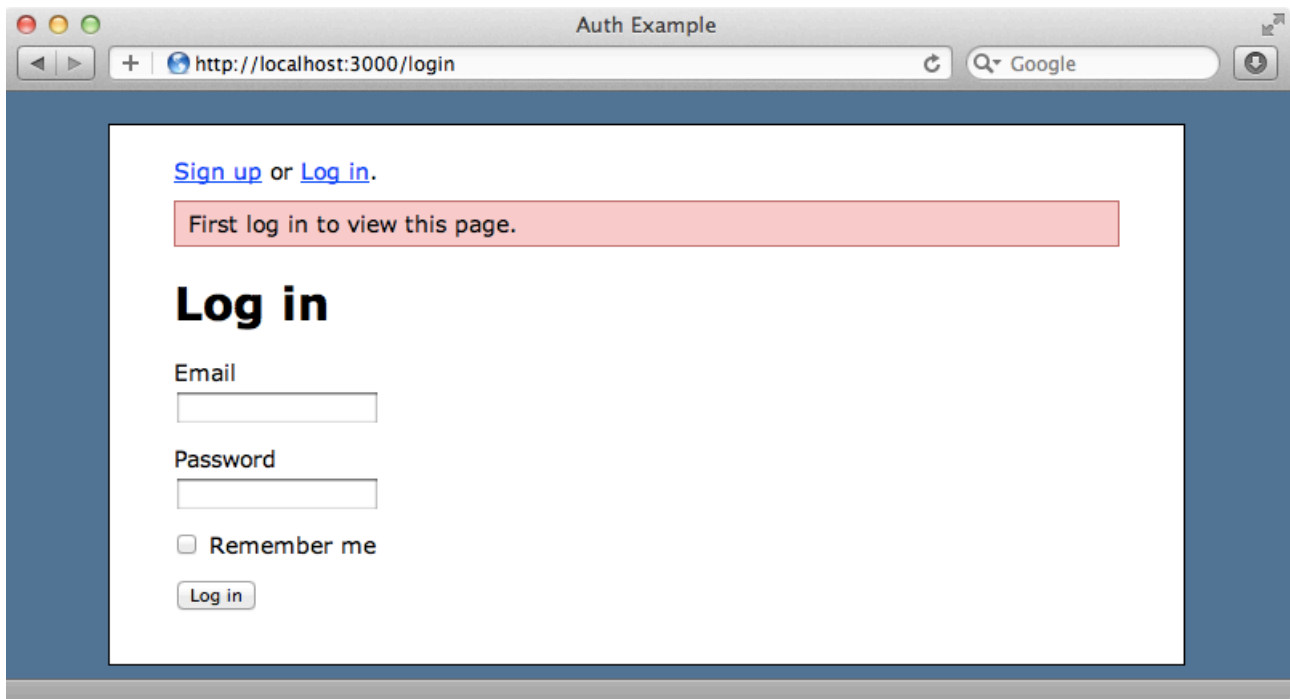 Auth Example
http://localhost:3000/login
Google
Sign up or Log in.
First log in to view this page.
Log in
Email
Password
Remember me
Log in